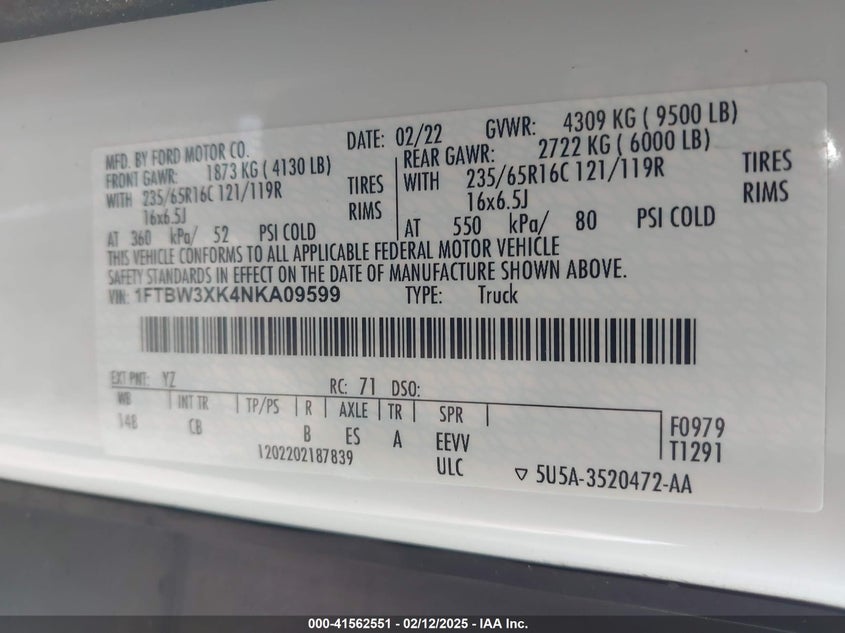 MFD. BY FORD MOTOR CO.
DATE: 02/22
GVWR: 4309 KG ( 9500 LB)
FRONT GAWR: 1873 KG ( 4130 LB)
REAR GAWR: 2722 KG ( 6000 LB)
WITH 235/65R16C 121/119R TIRES
WITH 235/65R16C 121/119R TIRES
16x6.5J RIMS
16x6.5J RIMS
AT 360 kPa/ 52 PSI COLD
AT 550 kPa/ 80 PSI COLD
THIS VEHICLE CONFORMS TO ALL APPLICABLE FEDERAL MOTOR VEHICLE
SAFETY STANDARDS IN EFFECT ON THE DATE OF MANUFACTURE SHOWN ABOVE.
VIN: 1FTBW3XK4NKA09599 TYPE: Truck
EXT PNT: YZ RC: 71 DSO:
WB INT TR TP/PS R AXLE TR SPR
148 CB B ES A EEVV
F0979
T1291
1202202187839 ULC
▽ 5U5A-3520472-AA
000-41562551 — 02/12/2025 — IAA Inc.